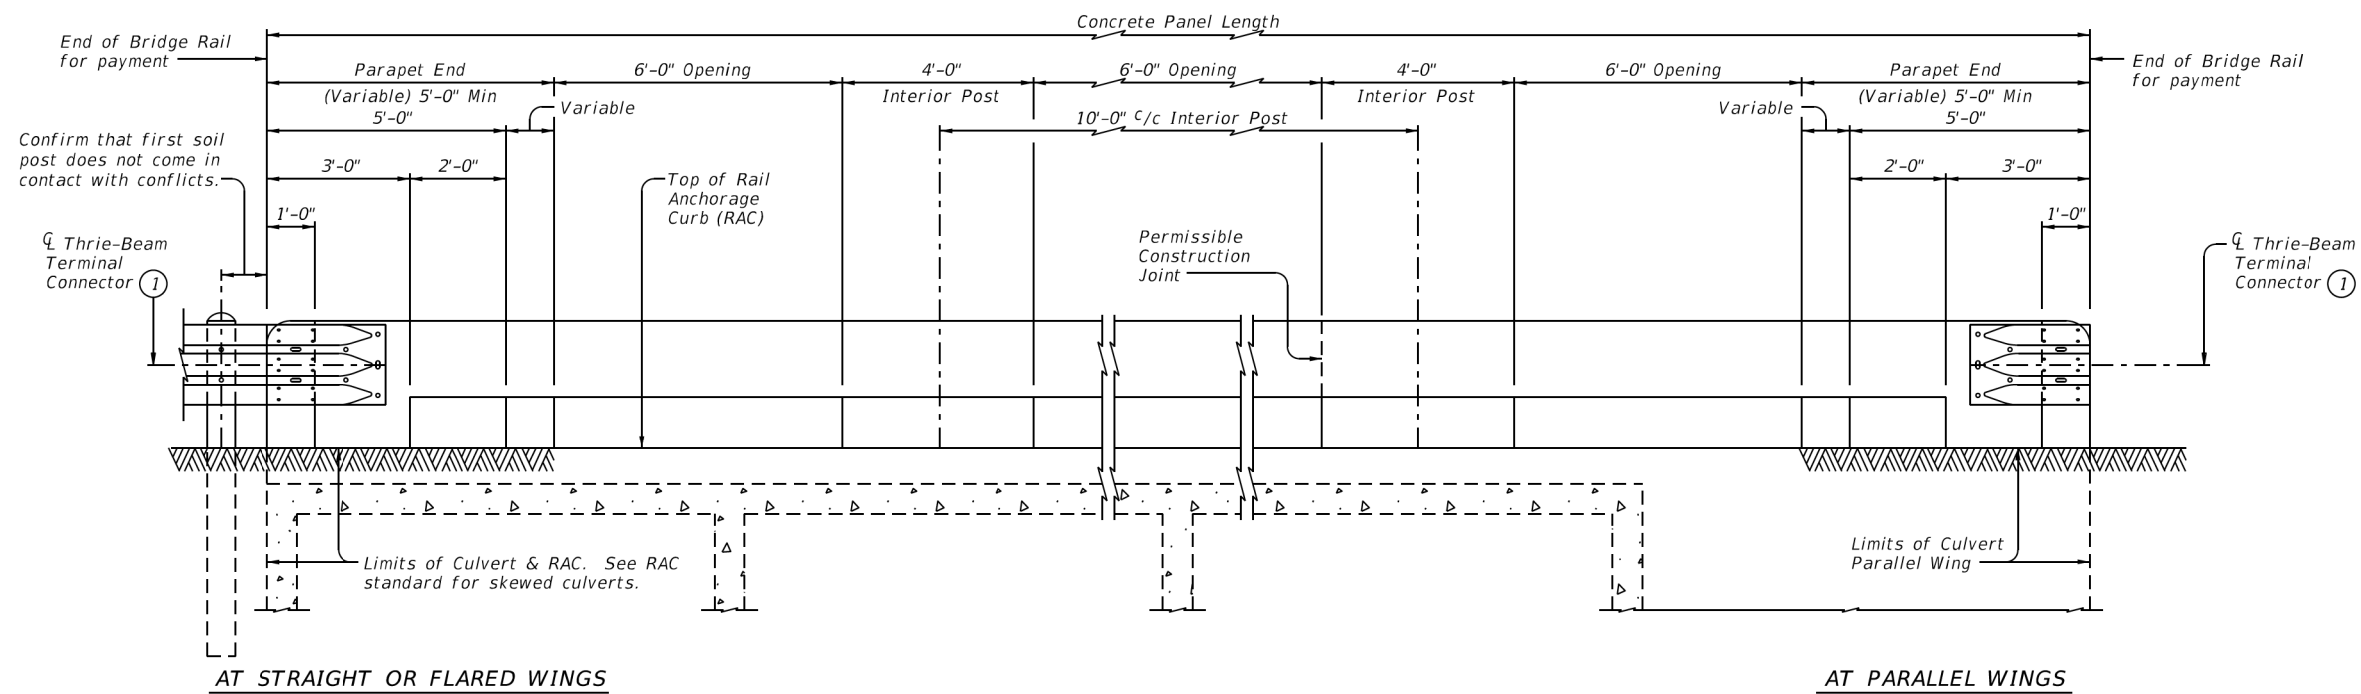 Concrete Panel Length
End of Bridge Rail
for payment
End of Bridge Rail
for payment
Parapet End
(Variable) 5'-0" Min
6'-0" Opening
4'-0"
Interior Post
6'-0" Opening
4'-0"
Interior Post
6'-0" Opening
Parapet End
(Variable) 5'-0" Min
5'-0"
Variable
10'-0" c/c Interior Post
Variable
5'-0"
Confirm that first soil
post does not come in
contact with conflicts.
3'-0"
2'-0"
Top of Rail
Anchorage
Curb (RAC)
2'-0"
3'-0"
1'-0"
1'-0"
℄ Thrie-Beam
Terminal
Connector 1
Permissible
Construction
Joint
℄ Thrie-Beam
Terminal
Connector 1
Limits of Culvert & RAC. See RAC
standard for skewed culverts.
Limits of Culvert
Parallel Wing
AT STRAIGHT OR FLARED WINGS
AT PARALLEL WINGS